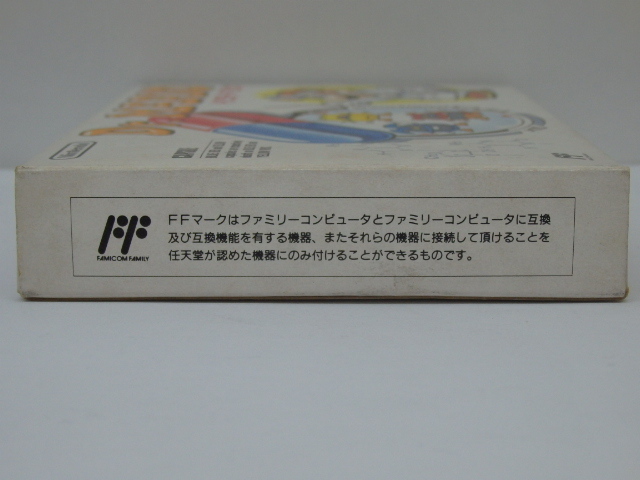 Dr.MARIO
Nintendo
FF
FAMICOM FAMILY
FFマークはファミリーコンピュータとファミリーコンピュータに互換
及び互換機能を有する機器、またそれらの機器に接続して頂けることを
任天堂が認めた機器にのみ付けることができるものです。